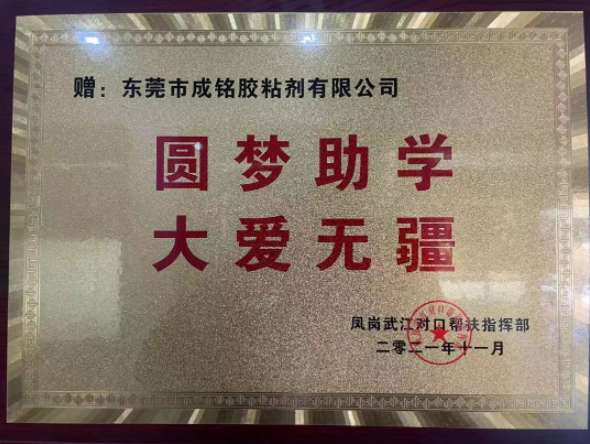 赠：东莞市成铭胶粘剂有限公司
圆梦助学
大爱无疆
凤岗武江对口帮扶指挥部
二零二一年十一月